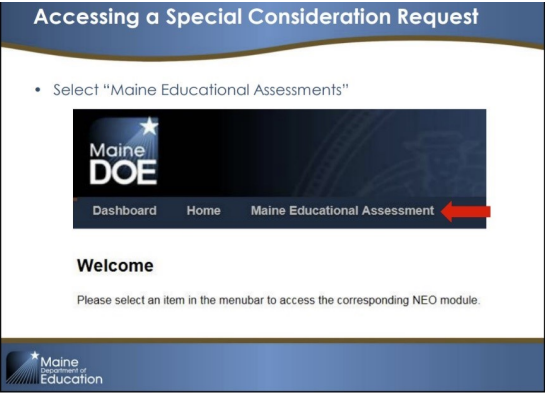 Accessing a Special Consideration Request
• Select “Maine Educational Assessments”
Maine
DOE
Dashboard Home Maine Educational Assessment
Welcome
Please select an item in the menubar to access the corresponding NEO module.
Maine
Department of
Education